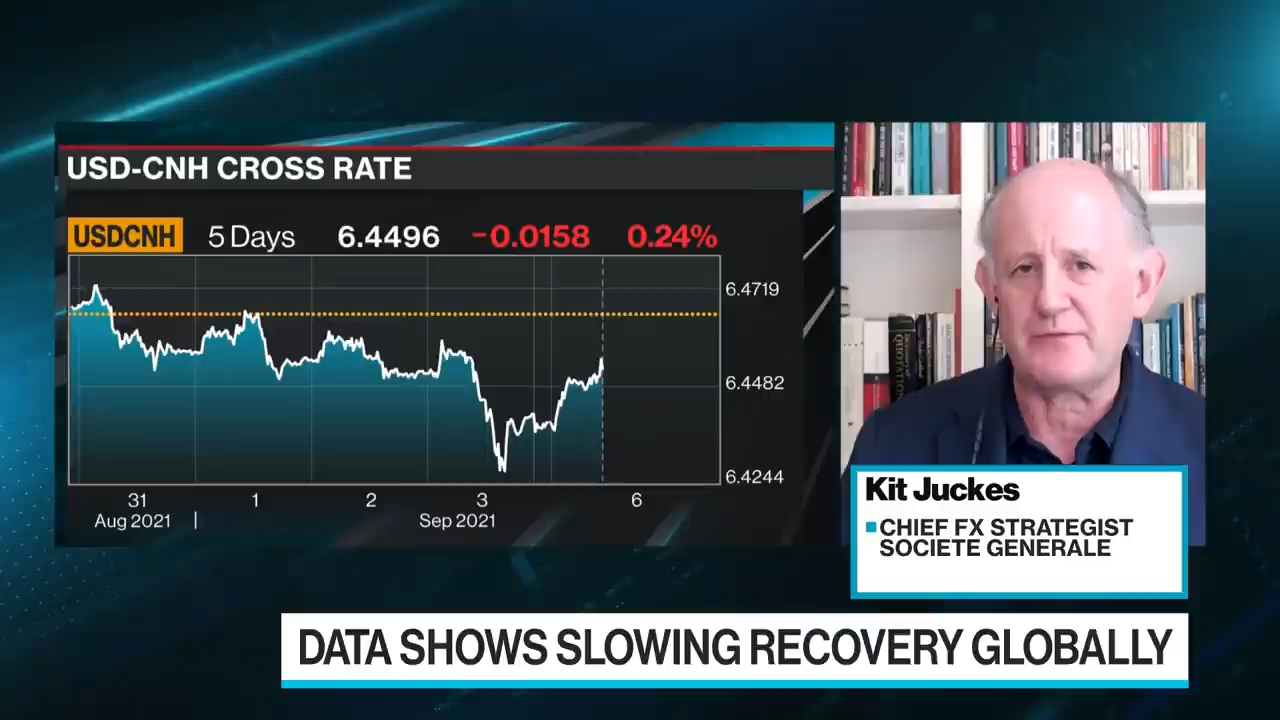 USD-CNH CROSS RATE
USDCNH 5 Days 6.4496 -0.0158 0.24%
6.4719
6.4482
6.4244
31 1 2 3 6
Aug 2021 Sep 2021
QUOTATIONS
Kit Juckes
CHIEF FX STRATEGIST
SOCIETE GENERALE
DATA SHOWS SLOWING RECOVERY GLOBALLY